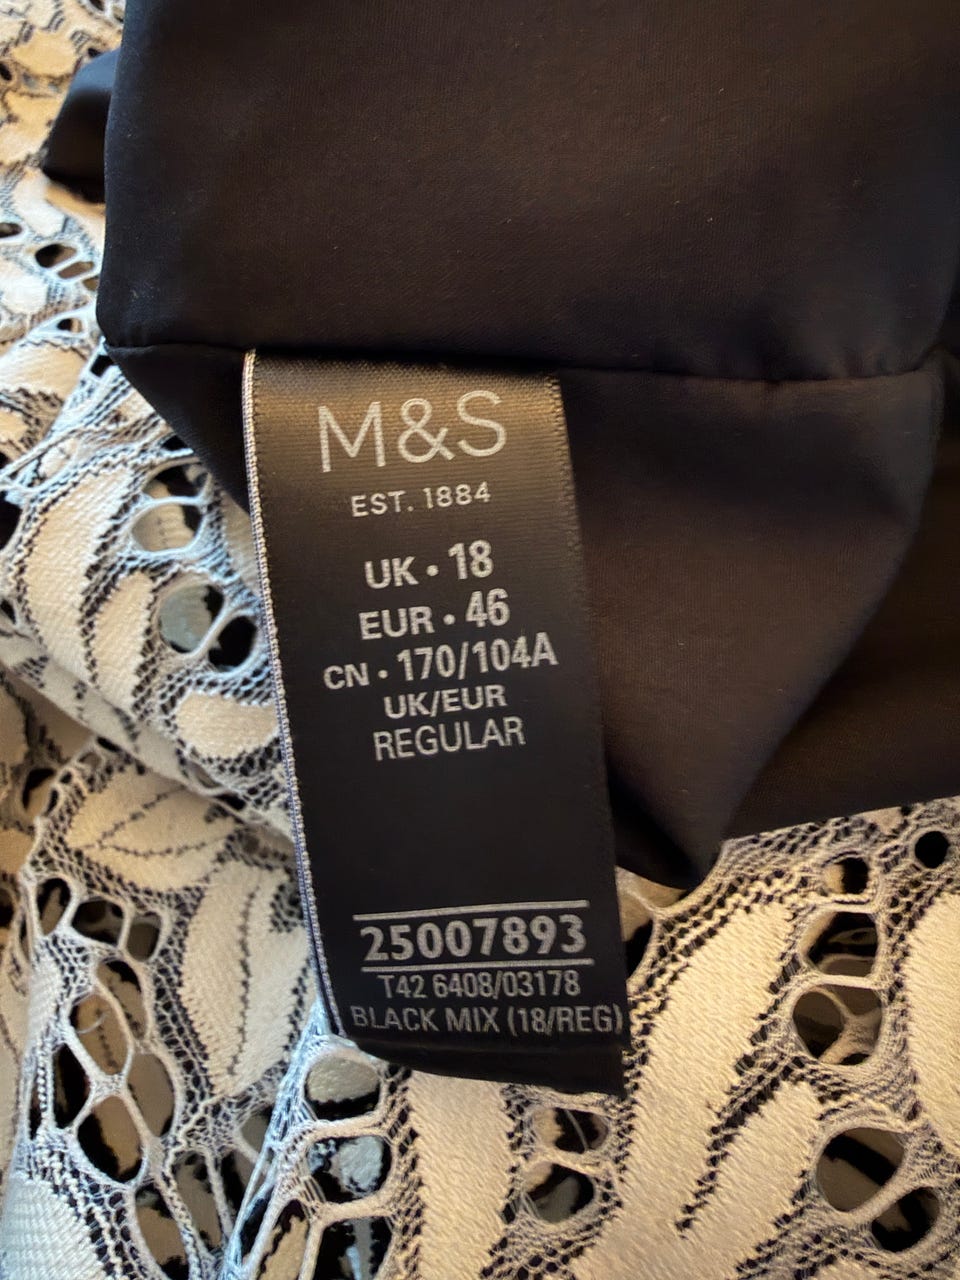 M&S
EST. 1884
UK • 18
EUR • 46
CN • 170/104A
UK/EUR
REGULAR
25007893
T42 6408/03178
BLACK MIX (18/REG)